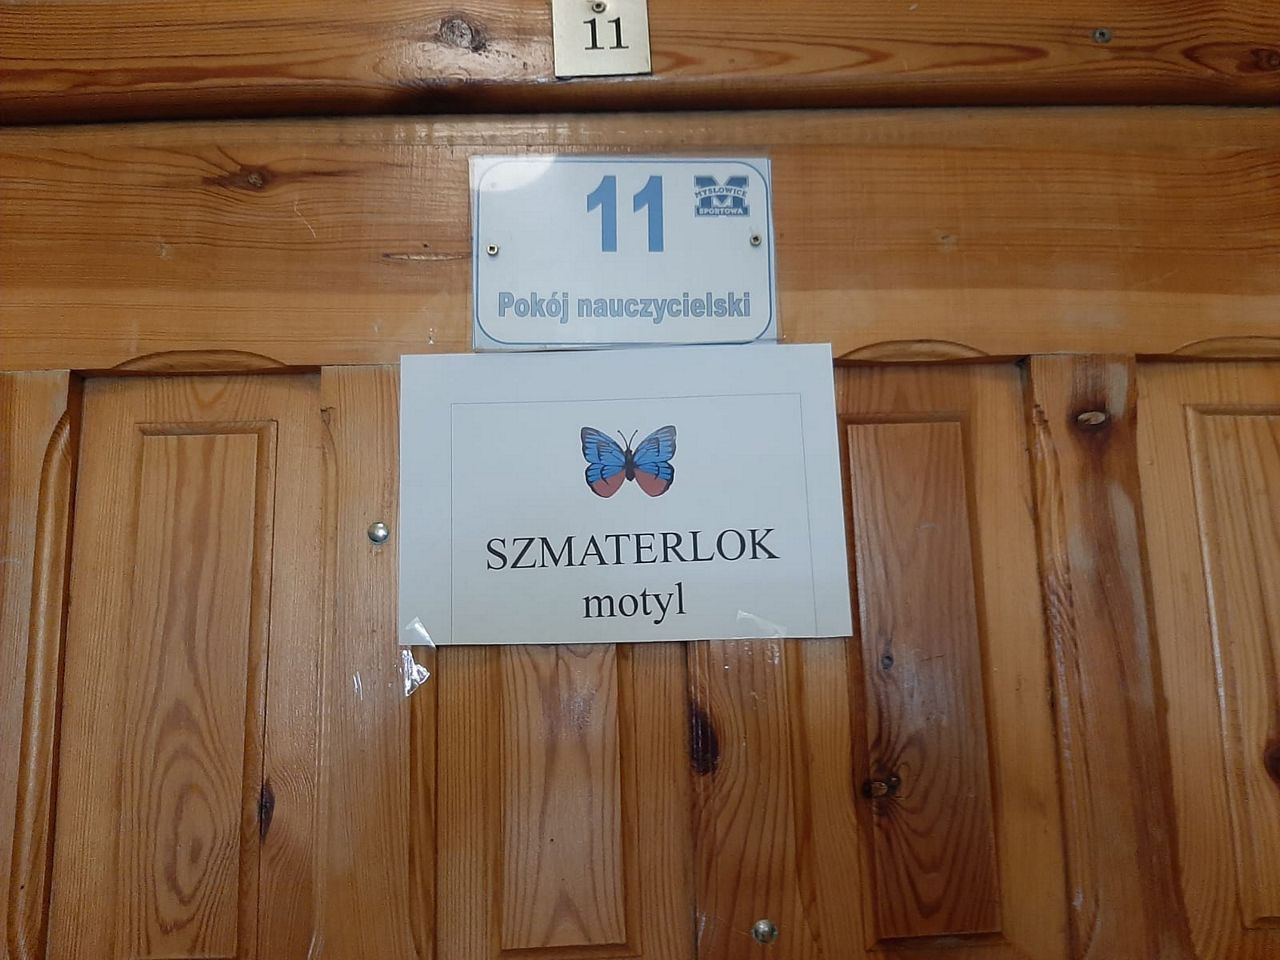 11
11
MYSŁOWICE
SPORTOWA
Pokój nauczycielski
SZMATERLOK
motyl